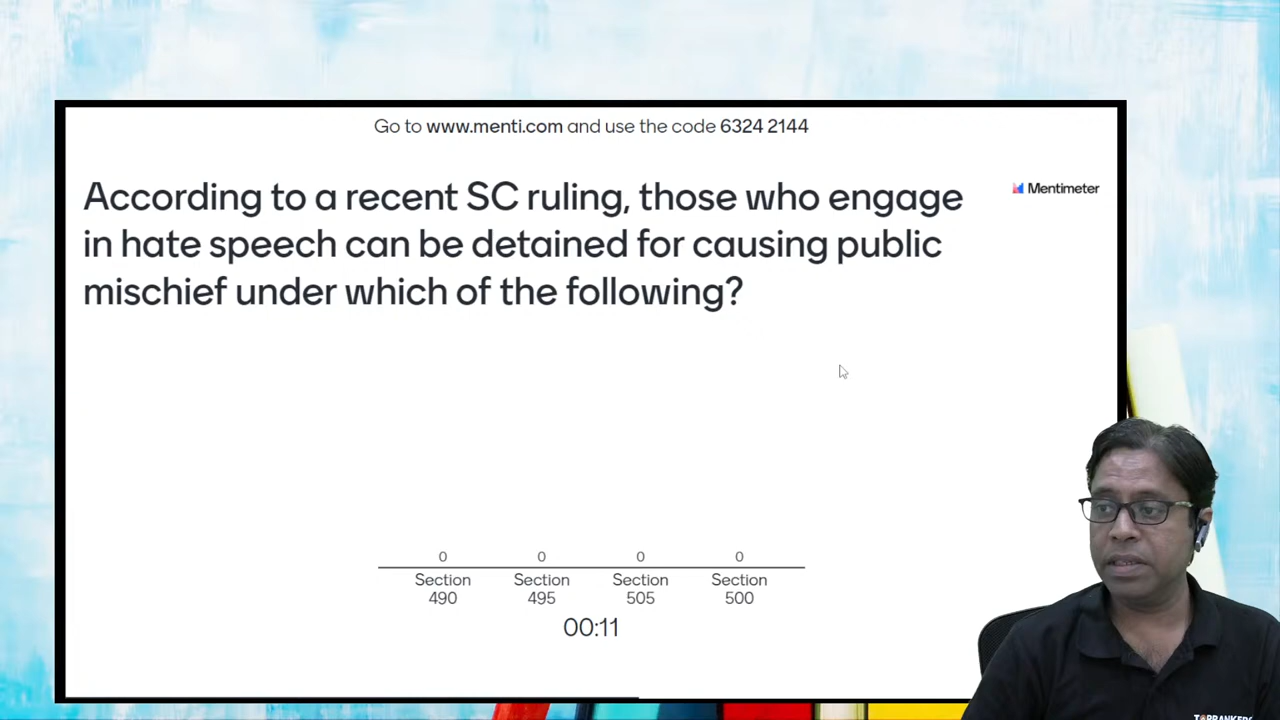 Go to www.menti.com and use the code 6324 2144
According to a recent SC ruling, those who engage
in hate speech can be detained for causing public
mischief under which of the following?
Mentimeter
0 0 0 0
Section Section Section Section
490 495 505 500
00:11
TOPRANKERS